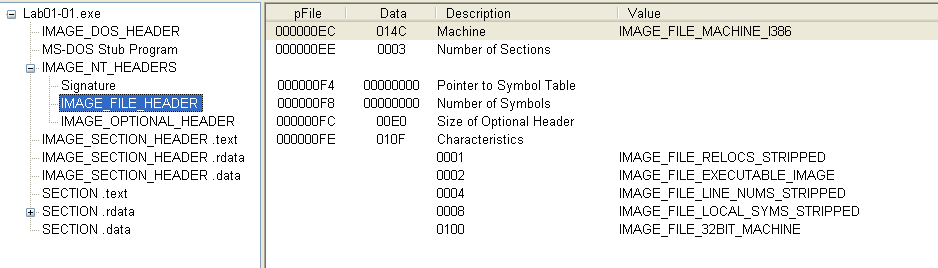 Lab01-01.exe
IMAGE_DOS_HEADER
MS-DOS Stub Program
IMAGE_NT_HEADERS
Signature
IMAGE_FILE_HEADER
IMAGE_OPTIONAL_HEADER
IMAGE_SECTION_HEADER .text
IMAGE_SECTION_HEADER .rdata
IMAGE_SECTION_HEADER .data
SECTION .text
SECTION .rdata
SECTION .data
pFile Data Description Value
000000EC 014C Machine IMAGE_FILE_MACHINE_I386
000000EE 0003 Number of Sections
000000F4 00000000 Pointer to Symbol Table
000000F8 00000000 Number of Symbols
000000FC 00E0 Size of Optional Header
000000FE 010F Characteristics
0001 IMAGE_FILE_RELOCS_STRIPPED
0002 IMAGE_FILE_EXECUTABLE_IMAGE
0004 IMAGE_FILE_LINE_NUMS_STRIPPED
0008 IMAGE_FILE_LOCAL_SYMS_STRIPPED
0100 IMAGE_FILE_32BIT_MACHINE